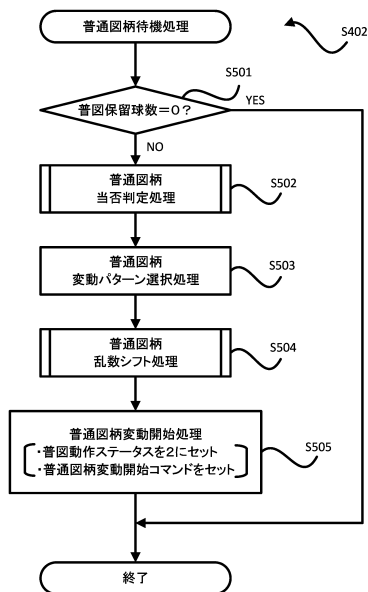 普通図柄待機処理
S402
S501
普図保留球数=0?
YES
NO
普通図柄
当否判定処理
S502
普通図柄
変動パターン選択処理
S503
普通図柄
乱数シフト処理
S504
普通図柄変動開始処理
・普図動作ステータスを2にセット
・普通図柄変動開始コマンドをセット
S505
終了